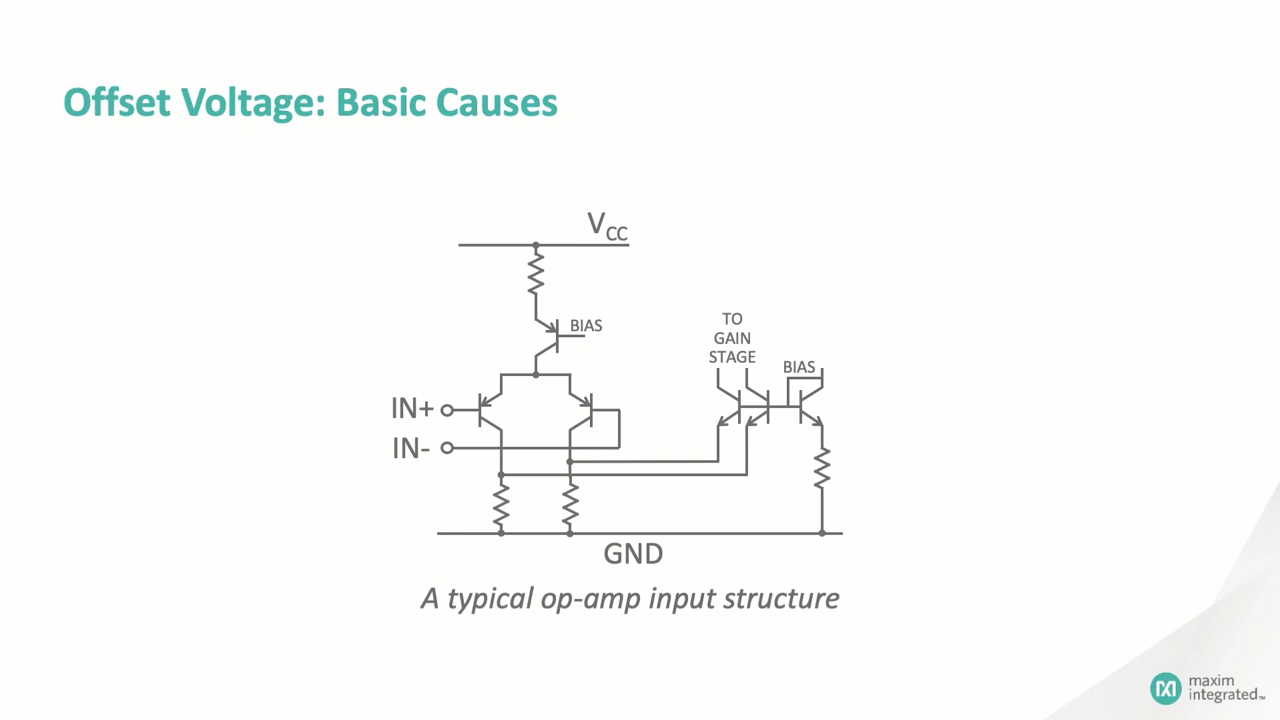 Offset Voltage: Basic Causes
VCC
BIAS
TO
GAIN
STAGE
BIAS
IN+
IN-
GND
A typical op-amp input structure
maxim
integrated™